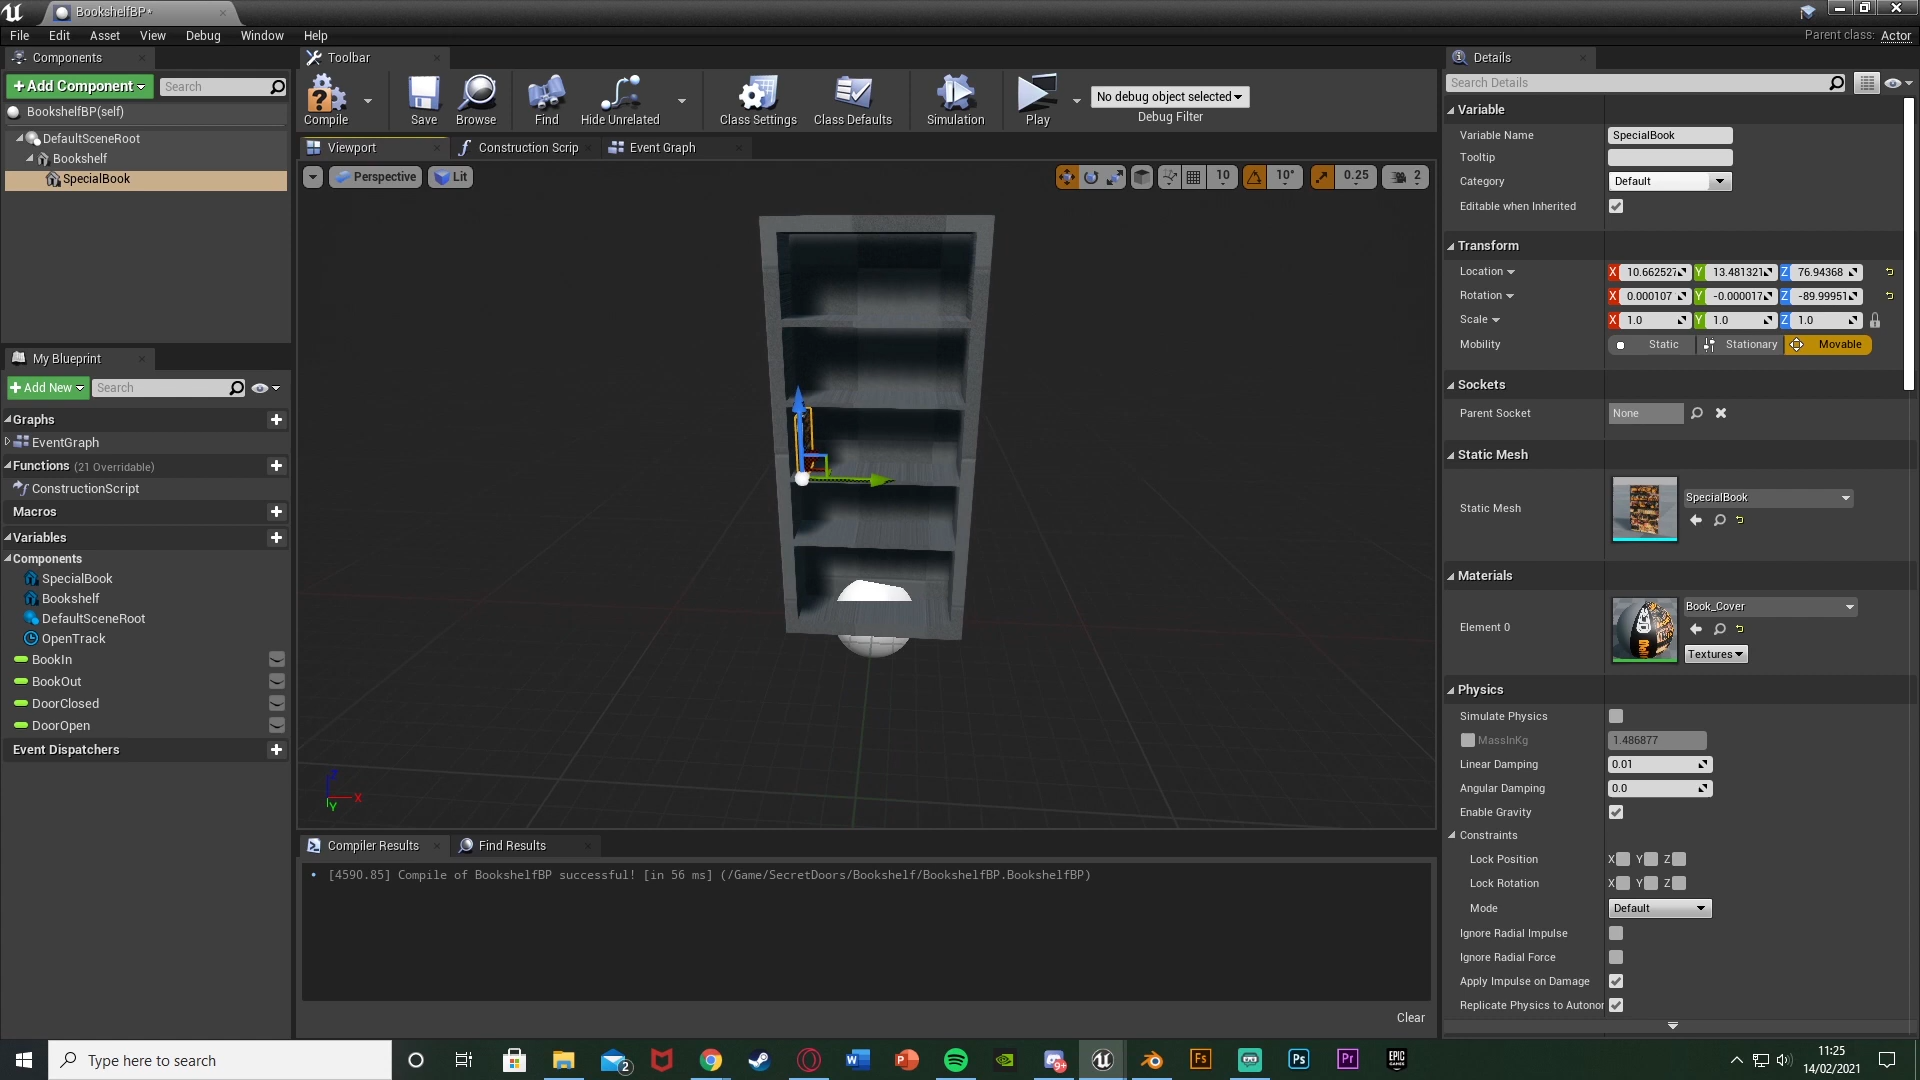 BookshelfBP*
File Edit Asset View Debug Window Help
Parent class: Actor
Components
+Add Component
Search
BookshelfBP(self)
DefaultSceneRoot
Bookshelf
SpecialBook
My Blueprint
+Add New
Search
Graphs
EventGraph
Functions (21 Overridable)
ConstructionScript
Macros
Variables
Components
SpecialBook
Bookshelf
DefaultSceneRoot
OpenTrack
BookIn
BookOut
DoorClosed
DoorOpen
Event Dispatchers
Toolbar
Compile Save Browse Find Hide Unrelated Class Settings Class Defaults Simulation Play
No debug object selected
Debug Filter
Viewport Construction Scrip Event Graph
Perspective Lit
10 10° 0.25 2
Z
X
Y
Compiler Results Find Results
[4590.85] Compile of BookshelfBP successful! [in 56 ms] (/Game/SecretDoors/Bookshelf/BookshelfBP.BookshelfBP)
Clear
Details
Search Details
Variable
Variable Name SpecialBook
Tooltip
Category Default
Editable when Inherited
Transform
Location X 10.662527 Y 13.481321 Z 76.94368
Rotation X 0.000107 Y -0.000017 Z -89.99951
Scale X 1.0 Y 1.0 Z 1.0
Mobility Static Stationary Movable
Sockets
Parent Socket None
Static Mesh
Static Mesh SpecialBook
Materials
Element 0 Book_Cover
Textures
Physics
Simulate Physics
MassInKg 1.486877
Linear Damping 0.01
Angular Damping 0.0
Enable Gravity
Constraints
Lock Position X Y Z
Lock Rotation X Y Z
Mode Default
Ignore Radial Impulse
Ignore Radial Force
Apply Impulse on Damage
Replicate Physics to Autonor
Type here to search
2
W
P
9+
Fs
Ps
Pr
EPIC GAMES
11:25
14/02/2021